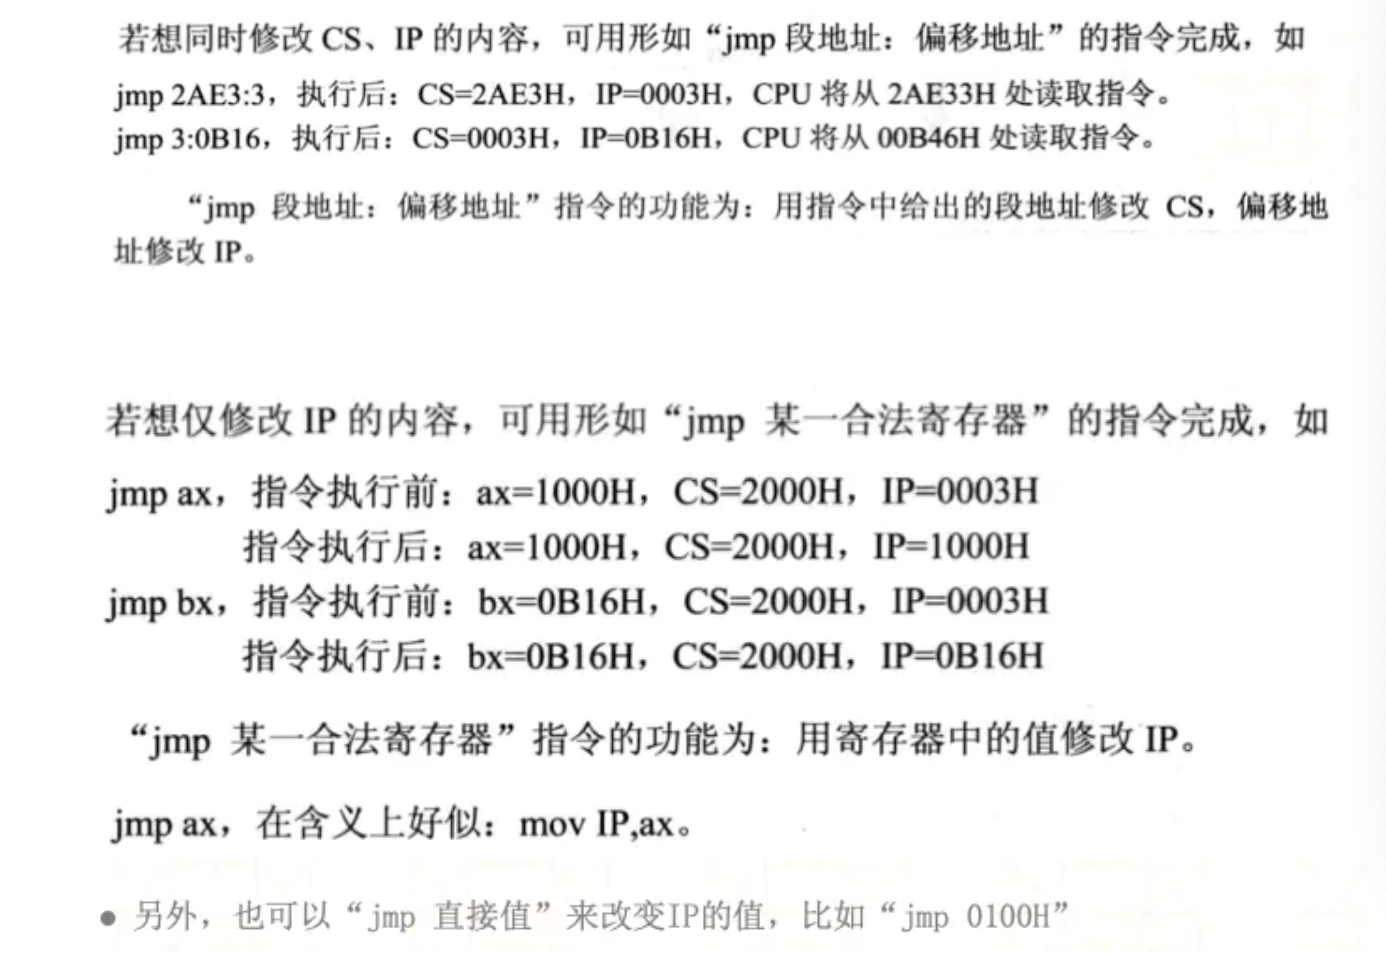 若想同时修改 CS、IP 的内容，可用形如“jmp 段地址：偏移地址”的指令完成，如
jmp 2AE3:3，执行后：CS=2AE3H，IP=0003H，CPU 将从 2AE33H 处读取指令。
jmp 3:0B16，执行后：CS=0003H，IP=0B16H，CPU 将从 00B46H 处读取指令。
“jmp 段地址：偏移地址”指令的功能为：用指令中给出的段地址修改 CS，偏移地
址修改 IP。
若想仅修改 IP 的内容，可用形如“jmp 某一合法寄存器”的指令完成，如
jmp ax，指令执行前：ax=1000H，CS=2000H，IP=0003H
指令执行后：ax=1000H，CS=2000H，IP=1000H
jmp bx，指令执行前：bx=0B16H，CS=2000H，IP=0003H
指令执行后：bx=0B16H，CS=2000H，IP=0B16H
“jmp 某一合法寄存器”指令的功能为：用寄存器中的值修改 IP。
jmp ax，在含义上好似：mov IP,ax。
● 另外，也可以“jmp 直接值”来改变IP的值，比如“jmp 0100H”